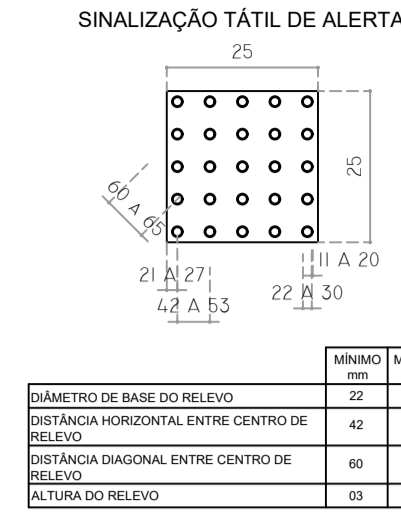 SINALIZAÇÃO TÁTIL DE ALERTA
25
25
60 A 65
21 A 27
42 A 53
11 A 20
22 A 30
MÍNIMO
mm
DIÂMETRO DE BASE DO RELEVO 22
DISTÂNCIA HORIZONTAL ENTRE CENTRO DE
RELEVO
42
DISTÂNCIA DIAGONAL ENTRE CENTRO DE
RELEVO
60
ALTURA DO RELEVO 03